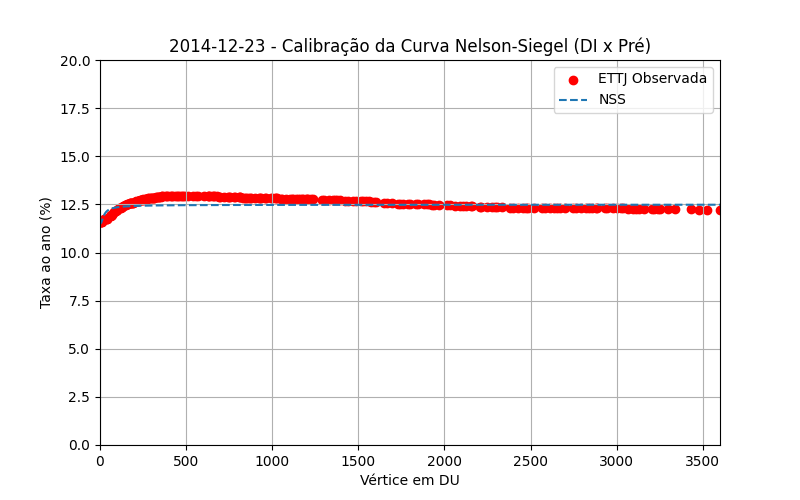 2014-12-23 - Calibração da Curva Nelson-Siegel (DI x Pré)
ETTJ Observada
NSS
Taxa ao ano (%)
20.0
17.5
15.0
12.5
10.0
7.5
5.0
2.5
0.0
0 500 1000 1500 2000 2500 3000 3500
Vértice em DU